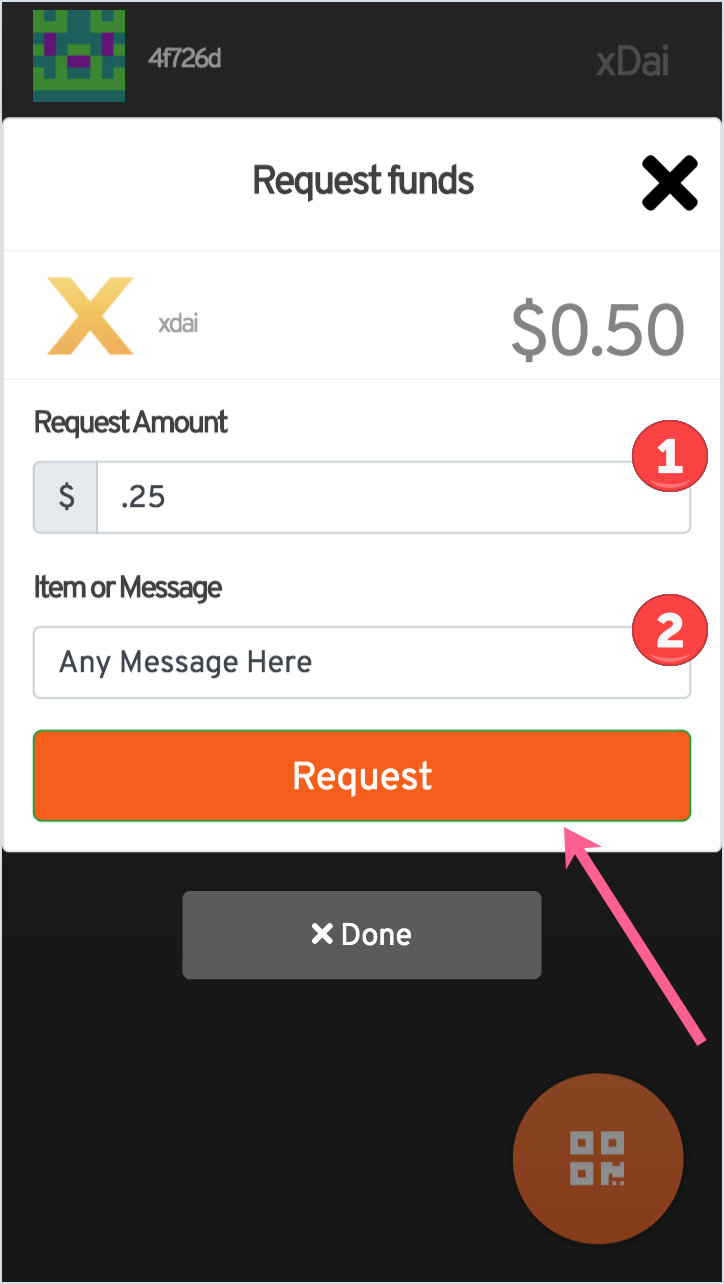 4f726d
xDai
Request funds
xdai
$0.50
Request Amount
1
$ .25
Item or Message
2
Any Message Here
Request
Done